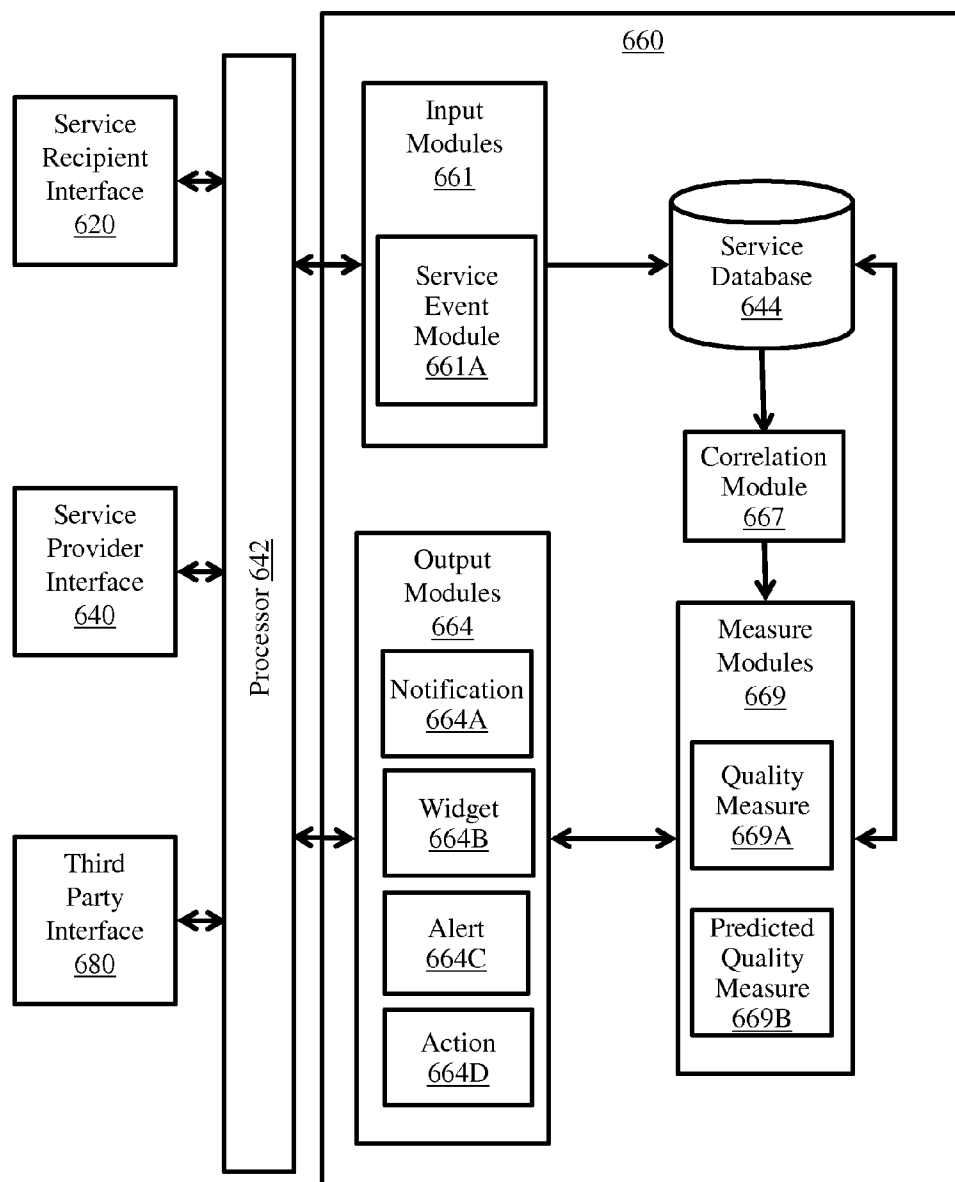 660
Service
Recipient
Interface
620
Service
Provider
Interface
640
Third
Party
Interface
680
Processor 642
Input
Modules
661
Service
Event
Module
661A
Service
Database
644
Correlation
Module
667
Output
Modules
664
Notification
664A
Widget
664B
Alert
664C
Action
664D
Measure
Modules
669
Quality
Measure
669A
Predicted
Quality
Measure
669B